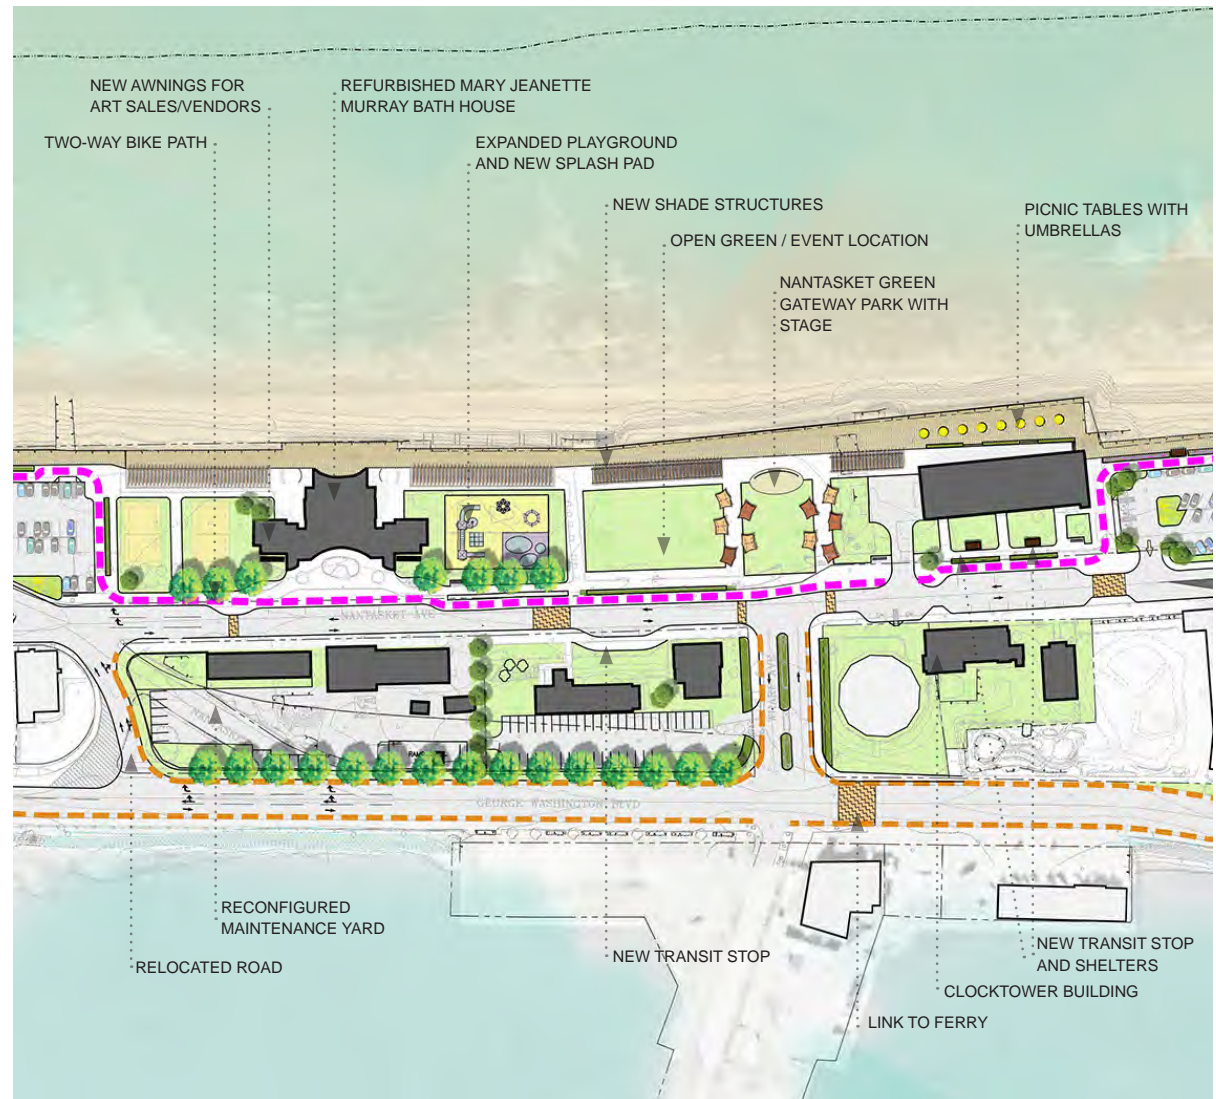 NEW AWNINGS FOR
ART SALES/VENDORS
REFURBISHED MARY JEANETTE
MURRAY BATH HOUSE
TWO-WAY BIKE PATH
EXPANDED PLAYGROUND
AND NEW SPLASH PAD
NEW SHADE STRUCTURES
OPEN GREEN / EVENT LOCATION
PICNIC TABLES WITH
UMBRELLAS
NANTASKET GREEN
GATEWAY PARK WITH
STAGE
NANTASKET AVE
GEORGE WASHINGTON BLVD
RECONFIGURED
MAINTENANCE YARD
RELOCATED ROAD
NEW TRANSIT STOP
NEW TRANSIT STOP
AND SHELTERS
CLOCKTOWER BUILDING
LINK TO FERRY